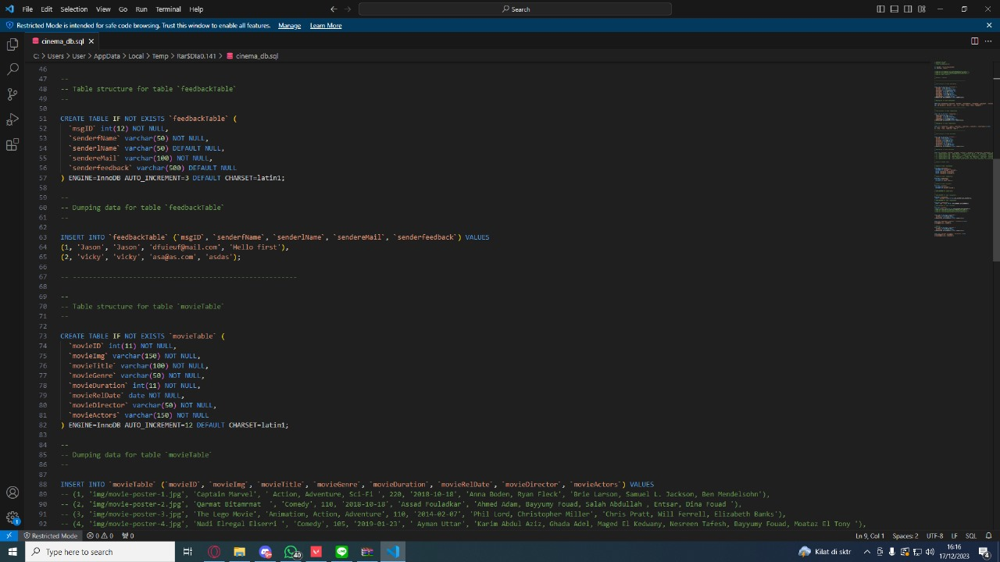 File Edit Selection View Go Run Terminal Help
Search
Restricted Mode is intended for safe code browsing. Trust this window to enable all features. Manage Learn More
cinema_db.sql
C: > Users > User > AppData > Local > Temp > Rar$DIa0.141 > cinema_db.sql
46
47 --
48 -- Table structure for table `feedbackTable`
49 --
50
51 CREATE TABLE IF NOT EXISTS `feedbackTable` (
52 `msgID` int(12) NOT NULL,
53 `senderfName` varchar(50) NOT NULL,
54 `senderlName` varchar(50) DEFAULT NULL,
55 `sendereMail` varchar(100) NOT NULL,
56 `senderfeedback` varchar(500) DEFAULT NULL
57 ) ENGINE=InnoDB AUTO_INCREMENT=3 DEFAULT CHARSET=latin1;
58
59 --
60 -- Dumping data for table `feedbackTable`
61 --
62
63 INSERT INTO `feedbackTable` (`msgID`, `senderfName`, `senderlName`, `sendereMail`, `senderfeedback`) VALUES
64 (1, 'Jason', 'Jason', 'dfuieuf@mail.com', 'Hello first'),
65 (2, 'vicky', 'vicky', 'asa@as.com', 'asdas');
66
67 -- --------------------------------------------------------
68
69 --
70 -- Table structure for table `movieTable`
71 --
72
73 CREATE TABLE IF NOT EXISTS `movieTable` (
74 `movieID` int(11) NOT NULL,
75 `movieImg` varchar(150) NOT NULL,
76 `movieTitle` varchar(100) NOT NULL,
77 `movieGenre` varchar(50) NOT NULL,
78 `movieDuration` int(11) NOT NULL,
79 `movieRelDate` date NOT NULL,
80 `movieDirector` varchar(50) NOT NULL,
81 `movieActors` varchar(150) NOT NULL
82 ) ENGINE=InnoDB AUTO_INCREMENT=12 DEFAULT CHARSET=latin1;
83
84 --
85 -- Dumping data for table `movieTable`
86 --
87
88 INSERT INTO `movieTable` (`movieID`, `movieImg`, `movieTitle`, `movieGenre`, `movieDuration`, `movieRelDate`, `movieDirector`, `movieActors`) VALUES
89 -- (1, 'img/movie-poster-1.jpg', 'Captain Marvel', ' Action, Adventure, Sci-Fi ', 220, '2018-10-18', 'Anna Boden, Ryan Fleck', 'Brie Larson, Samuel L. Jackson, Ben Mendelsohn'),
90 -- (2, 'img/movie-poster-2.jpg', 'Qarmat Bitamrmat ', 'Comedy', 110, '2018-10-18', 'Assad Fouladkar', 'Ahmed Adam, Bayyumy Fouad, Salah Abdullah , Entsar, Dina Fouad '),
91 -- (3, 'img/movie-poster-3.jpg', 'The Lego Movie', 'Animation, Action, Adventure', 110, '2014-02-07', 'Phil Lord, Christopher Miller', 'Chris Pratt, Will Ferrell, Elizabeth Banks'),
92 -- (4, 'img/movie-poster-4.jpg', 'Nadi Elregal Elserri ', 'Comedy', 105, '2019-01-23', ' Ayman Uttar', 'Karim Abdul Aziz, Ghada Adel, Maged El Kedwany, Nesreen Tafesh, Bayyumy Fouad, Moataz El Tony '),
1
Restricted Mode 0 0 0
Ln 9, Col 1 Spaces: 2 UTF-8 LF SQL
Type here to search
40
Kilat di sktr
16:16
17/12/2023
4